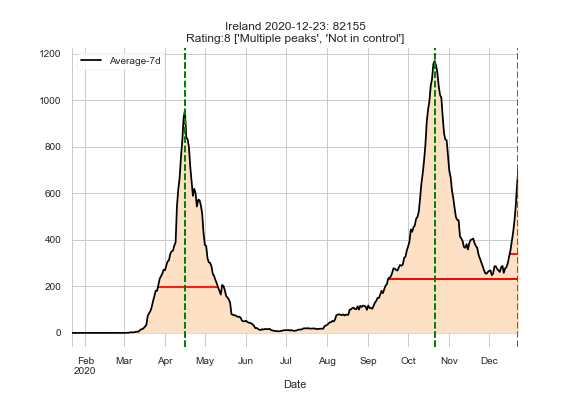 Ireland 2020-12-23: 82155
Rating:8 ['Multiple peaks', 'Not in control']
Average-7d
1200
1000
800
600
400
200
0
Feb Mar Apr May Jun Jul Aug Sep Oct Nov Dec
2020
Date